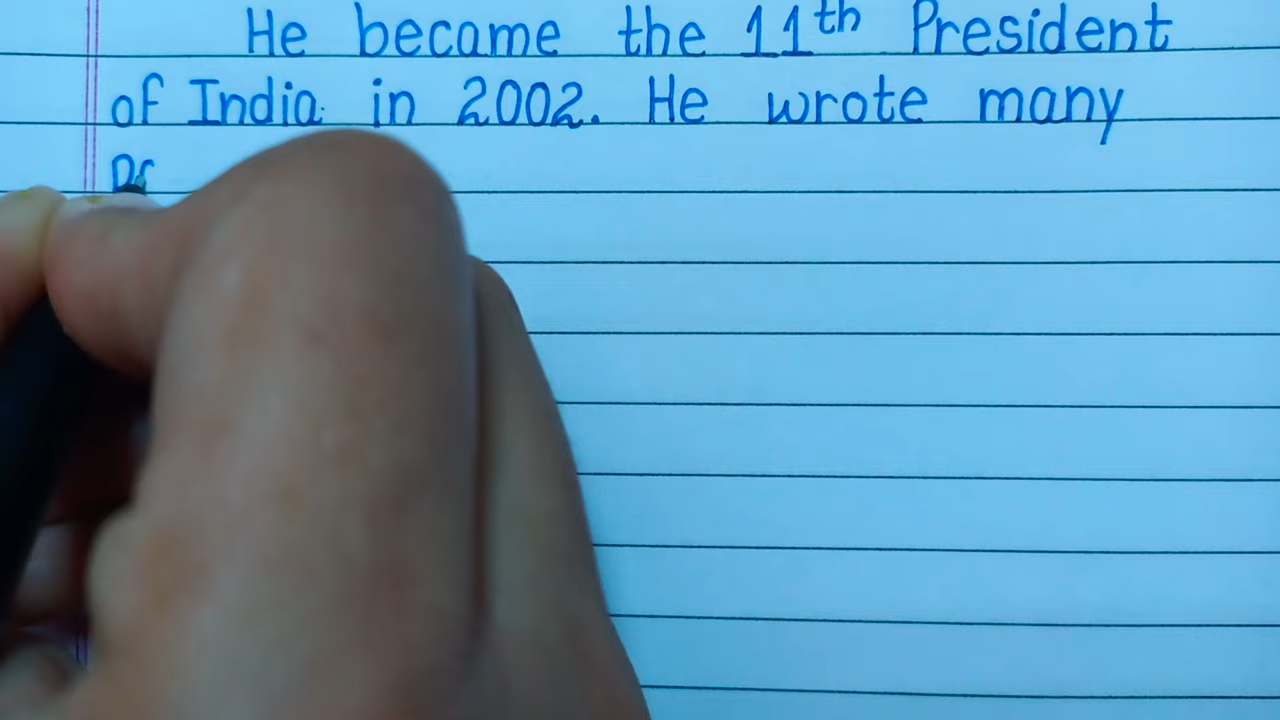 He became the 11th President
of India in 2002. He wrote many